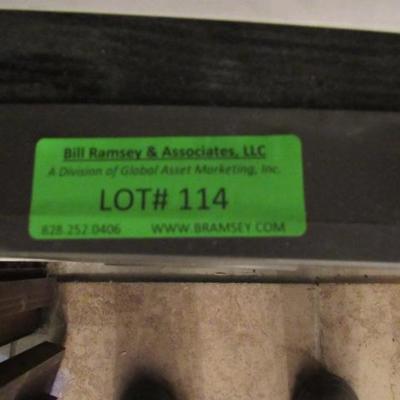 Bill Ramsey & Associates, LLC
A Division of Global Asset Marketing, Inc.
LOT# 114
828.252.0406 WWW.BRAMSEY.COM